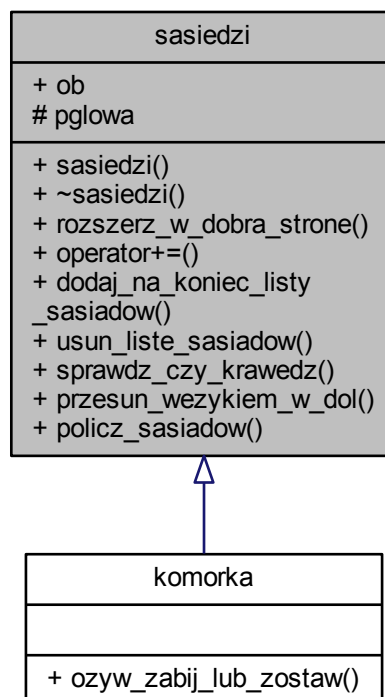 sasiedzi
+ ob
# pglowa
+ sasiedzi()
+ ~sasiedzi()
+ rozszerz_w_dobra_strone()
+ operator+=()
+ dodaj_na_koniec_listy
_sasiadow()
+ usun_liste_sasiadow()
+ sprawdz_czy_krawedz()
+ przesun_wezykiem_w_dol()
+ policz_sasiadow()
komorka
+ ozyw_zabij_lub_zostaw()